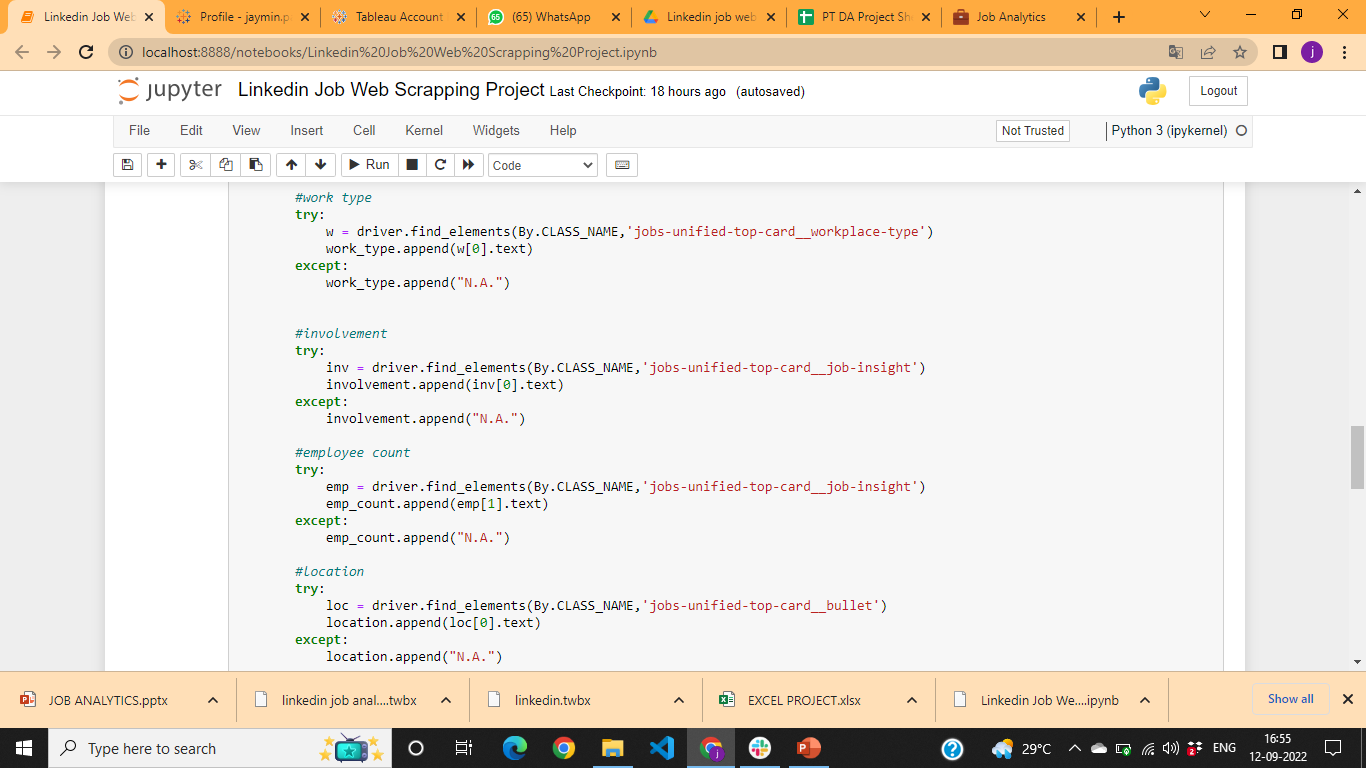 Linkedin Job Web
Profile - jaymin.p
Tableau Account
65
(65) WhatsApp
Linkedin job web
PT DA Project Sh
Job Analytics
localhost:8888/notebooks/Linkedin%20Job%20Web%20Scrapping%20Project.ipynb
j
jupyter
Linkedin Job Web Scrapping Project Last Checkpoint: 18 hours ago (autosaved)
Logout
File Edit View Insert Cell Kernel Widgets Help
Not Trusted
Python 3 (ipykernel)
Run
Code
#work type
try:
w = driver.find_elements(By.CLASS_NAME,'jobs-unified-top-card__workplace-type')
work_type.append(w[0].text)
except:
work_type.append("N.A.")
#involvement
try:
inv = driver.find_elements(By.CLASS_NAME,'jobs-unified-top-card__job-insight')
involvement.append(inv[0].text)
except:
involvement.append("N.A.")
#employee count
try:
emp = driver.find_elements(By.CLASS_NAME,'jobs-unified-top-card__job-insight')
emp_count.append(emp[1].text)
except:
emp_count.append("N.A.")
#location
try:
loc = driver.find_elements(By.CLASS_NAME,'jobs-unified-top-card__bullet')
location.append(loc[0].text)
except:
location.append("N.A.")
JOB ANALYTICS.pptx
linkedin job anal....twbx
linkedin.twbx
EXCEL PROJECT.xlsx
Linkedin Job We....ipynb
Show all
Type here to search
29°C
ENG
16:55
12-09-2022